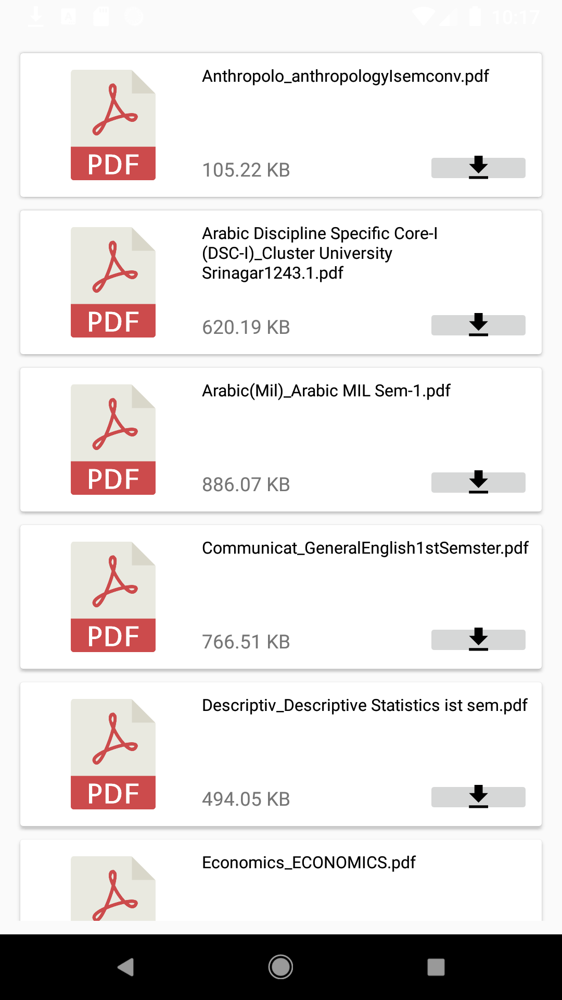 10:17
Anthropolo_anthropologyIsemconv.pdf
PDF
105.22 KB
Arabic Discipline Specific Core-I
(DSC-I)_Cluster University
Srinagar1243.1.pdf
PDF
620.19 KB
Arabic(Mil)_Arabic MIL Sem-1.pdf
PDF
886.07 KB
Communicat_GeneralEnglish1stSemster.pdf
PDF
766.51 KB
Descriptiv_Descriptive Statistics ist sem.pdf
PDF
494.05 KB
Economics_ECONOMICS.pdf